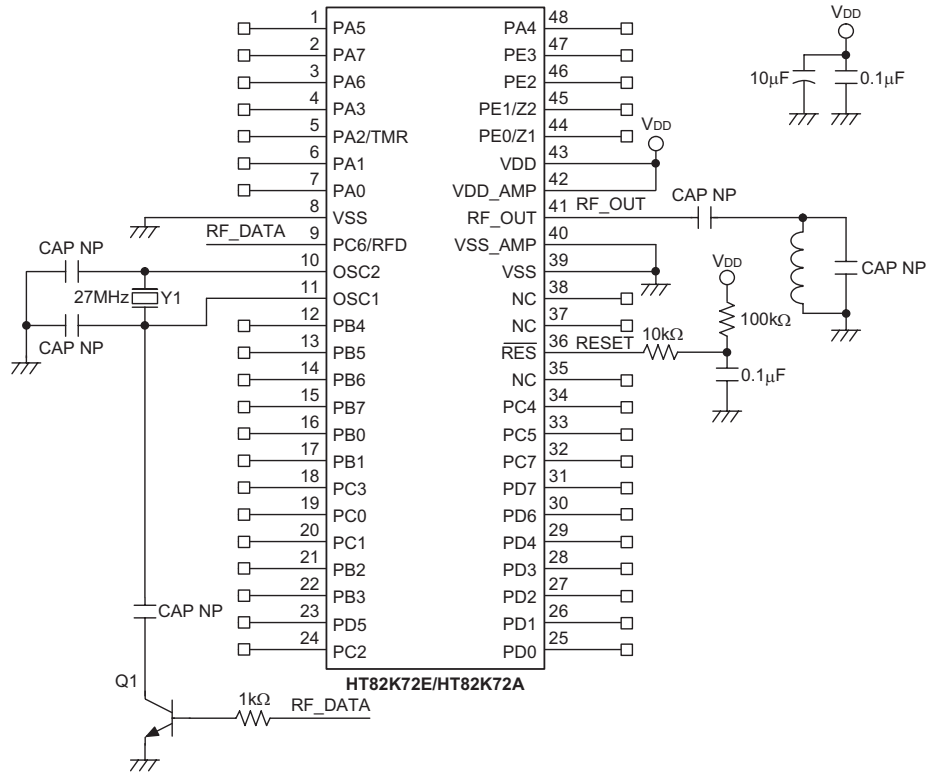 1 PA5
2 PA7
3 PA6
4 PA3
5 PA2/TMR
6 PA1
7 PA0
8 VSS
RF_DATA 9 PC6/RFD
10 OSC2
11 OSC1
12 PB4
13 PB5
14 PB6
15 PB7
16 PB0
17 PB1
18 PC3
19 PC0
20 PC1
21 PB2
22 PB3
23 PD5
24 PC2
PA4 48
PE3 47
PE2 46
PE1/Z2 45
PE0/Z1 44
VDD 43
VDD_AMP 42
RF_OUT 41 RF_OUT
VSS_AMP 40
VSS 39
NC 38
NC 37
RES 36 RESET
NC 35
PC4 34
PC5 33
PC7 32
PD7 31
PD6 30
PD4 29
PD3 28
PD2 27
PD1 26
PD0 25
HT82K72E/HT82K72A
CAP NP
27MHz Y1
CAP NP
CAP NP
Q1
1kΩ RF_DATA
VDD
10µF 0.1µF
VDD
CAP NP
CAP NP
VDD
100kΩ
10kΩ
0.1µF